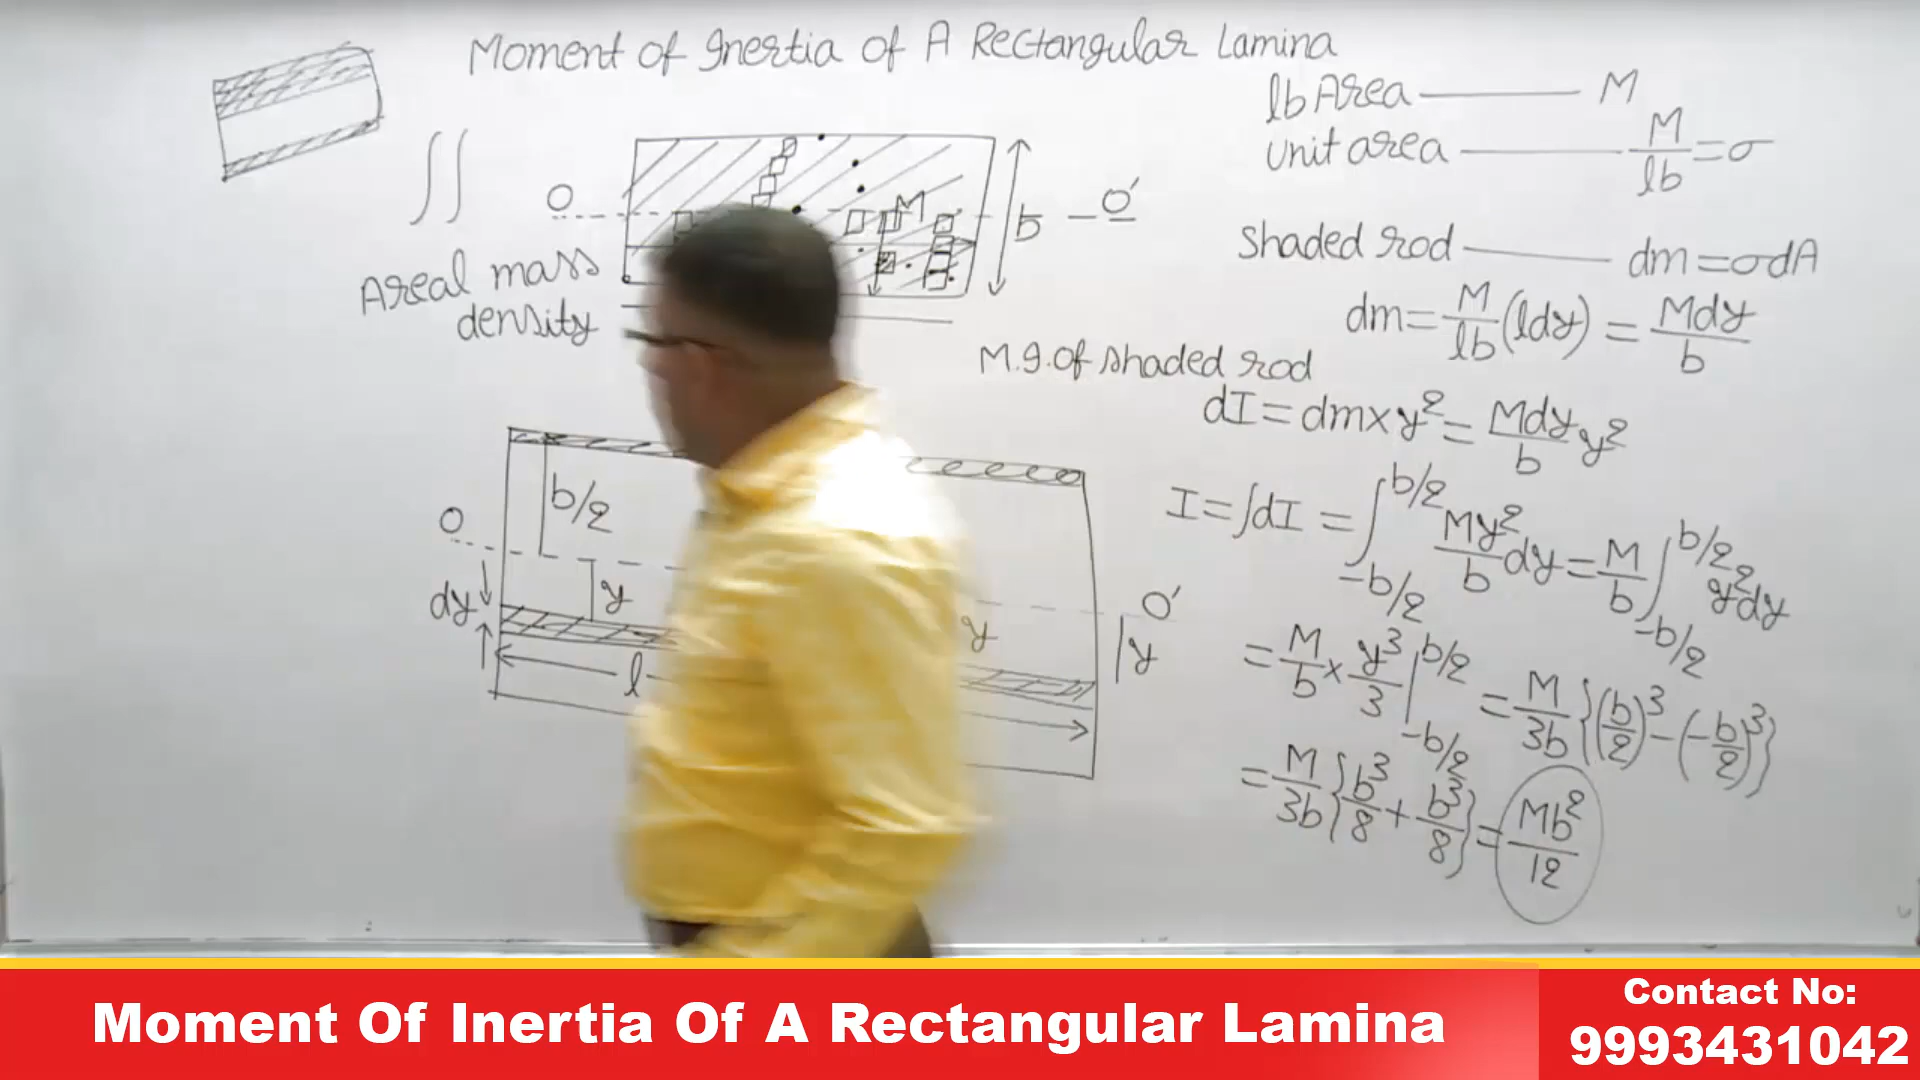 Moment of Inertia of A Rectangular Lamina
lb Area — M
unit area — M/lb = σ
∫∫
O
M
b
O'
Areal mass
density
shaded rod — dm = σdA
dm = M/lb (ldy) = Mdy/b
M.I. of shaded rod
dI = dm × y² = Mdy/b y²
I = ∫dI = ∫_{-b/2}^{b/2} My²/b dy = M/b ∫_{-b/2}^{b/2} y²dy
= M/b × y³/3 |_{-b/2}^{b/2} = M/3b {(b/2)³ - (-b/2)³}
= M/3b {b³/8 + b³/8} = Mb²/12
b/2
O
y
dy
l
y
O'
y
Moment Of Inertia Of A Rectangular Lamina
Contact No:
9993431042